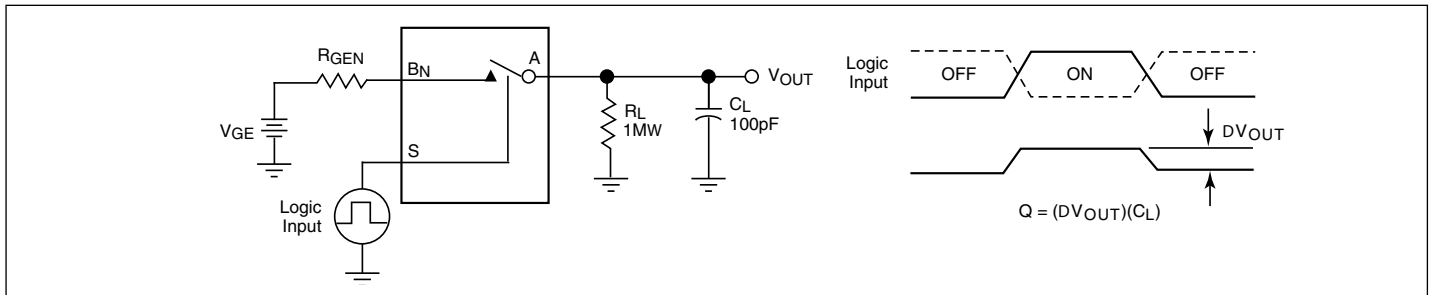 RGEN
BN
A
VOUT
RL
1MW
CL
100pF
VGE
S
Logic
Input
Logic
Input
OFF
ON
OFF
DVOUT
Q = (DVOUT)(CL)